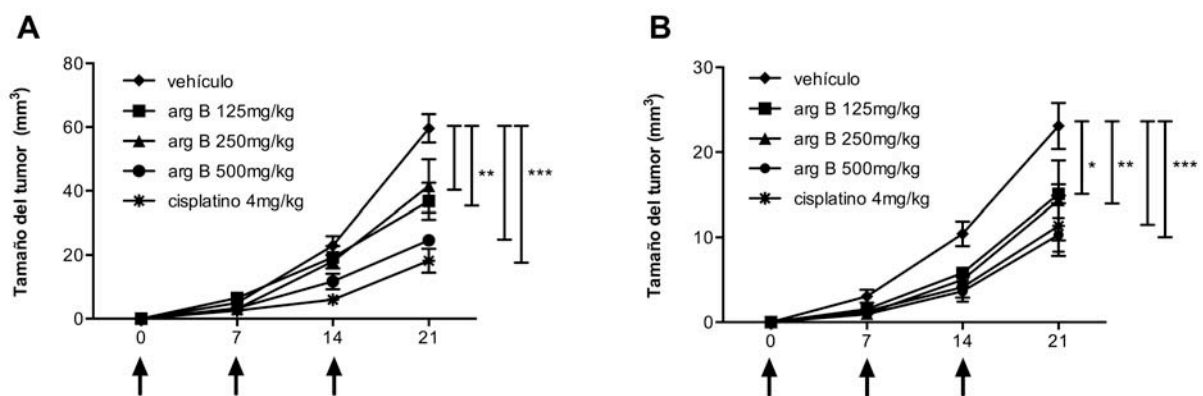 A
Tamaño del tumor (mm³)
80
60
40
20
0
vehículo
arg B 125mg/kg
arg B 250mg/kg
arg B 500mg/kg
cisplatino 4mg/kg
**
***
0 7 14 21
B
Tamaño del tumor (mm³)
30
20
10
0
vehículo
arg B 125mg/kg
arg B 250mg/kg
arg B 500mg/kg
cisplatino 4mg/kg
*
**
***
0 7 14 21